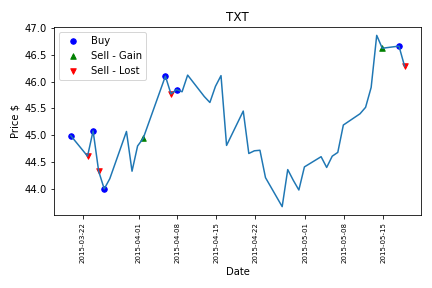 TXT
Buy
Sell - Gain
Sell - Lost
Price $
47.0
46.5
46.0
45.5
45.0
44.5
44.0
2015-03-22
2015-04-01
2015-04-08
2015-04-15
2015-04-22
2015-05-01
2015-05-08
2015-05-15
Date